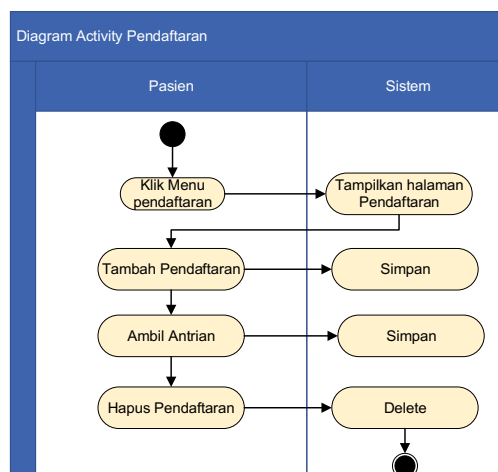 Diagram Activity Pendaftaran
Pasien
Sistem
Klik Menu
pendaftaran
Tampilkan halaman
Pendaftaran
Tambah Pendaftaran
Simpan
Ambil Antrian
Simpan
Hapus Pendaftaran
Delete